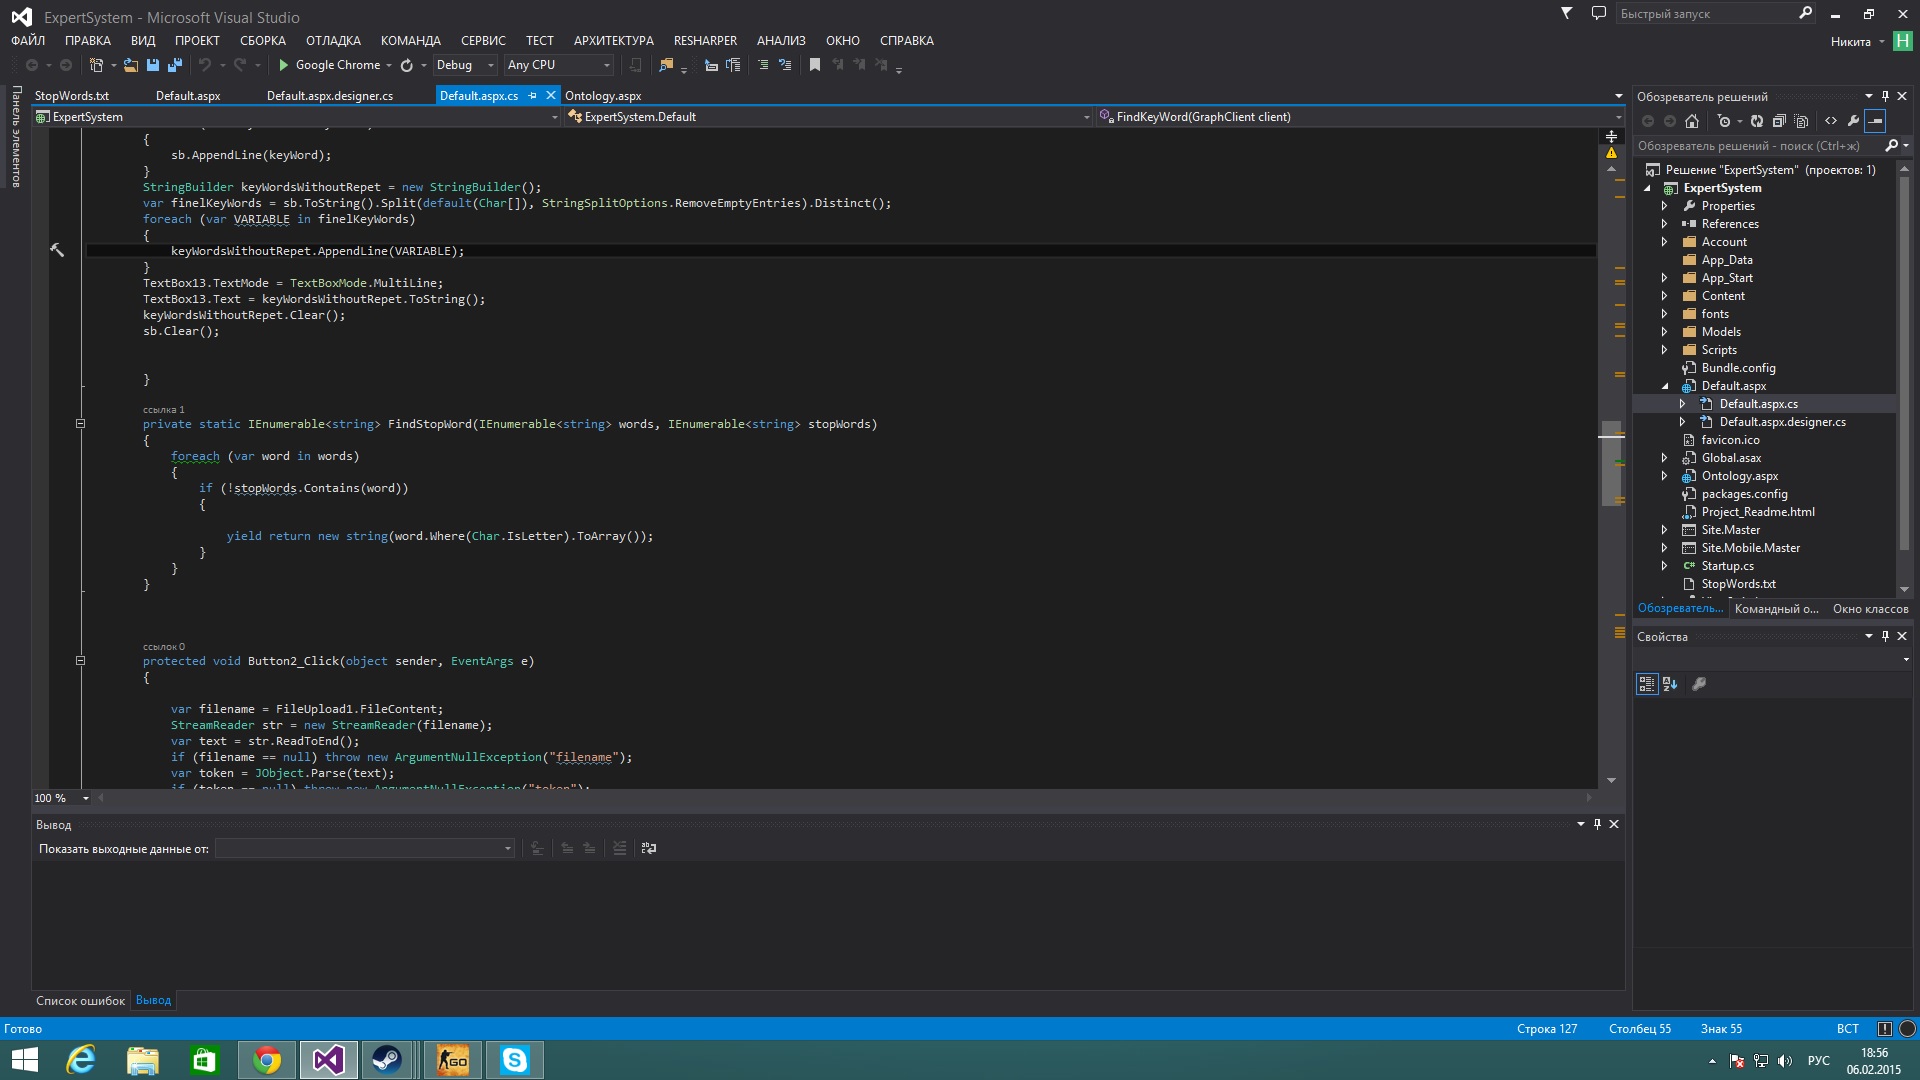 ExpertSystem - Microsoft Visual Studio
Быстрый запуск
ФАЙЛ ПРАВКА ВИД ПРОЕКТ СБОРКА ОТЛАДКА КОМАНДА СЕРВИС ТЕСТ АРХИТЕКТУРА RESHARPER АНАЛИЗ ОКНО СПРАВКА
Никита Н
Google Chrome Debug Any CPU
Панель элементов
StopWords.txt Default.aspx Default.aspx.designer.cs Default.aspx.cs Ontology.aspx
ExpertSystem ExpertSystem.Default FindKeyWord(GraphClient client)
{
sb.AppendLine(keyWord);
}
StringBuilder keyWordsWithoutRepet = new StringBuilder();
var finelKeyWords = sb.ToString().Split(default(Char[]), StringSplitOptions.RemoveEmptyEntries).Distinct();
foreach (var VARIABLE in finelKeyWords)
{
keyWordsWithoutRepet.AppendLine(VARIABLE);
}
TextBox13.TextMode = TextBoxMode.MultiLine;
TextBox13.Text = keyWordsWithoutRepet.ToString();
keyWordsWithoutRepet.Clear();
sb.Clear();
}
ссылка 1
private static IEnumerable<string> FindStopWord(IEnumerable<string> words, IEnumerable<string> stopWords)
{
foreach (var word in words)
{
if (!stopWords.Contains(word))
{
yield return new string(word.Where(Char.IsLetter).ToArray());
}
}
}
ссылок 0
protected void Button2_Click(object sender, EventArgs e)
{
var filename = FileUpload1.FileContent;
StreamReader str = new StreamReader(filename);
var text = str.ReadToEnd();
if (filename == null) throw new ArgumentNullException("filename");
var token = JObject.Parse(text);
if (token == null) throw new ArgumentNullException("token");
100 %
Вывод
Показать выходные данные от:
Список ошибок Вывод
Обозреватель решений
Обозреватель решений - поиск (Ctrl+ж)
Решение "ExpertSystem" (проектов: 1)
ExpertSystem
Properties
References
Account
App_Data
App_Start
Content
fonts
Models
Scripts
Bundle.config
Default.aspx
Default.aspx.cs
Default.aspx.designer.cs
favicon.ico
Global.asax
Ontology.aspx
packages.config
Project_Readme.html
Site.Master
Site.Mobile.Master
Startup.cs
StopWords.txt
Обозреватель... Командный о... Окно классов
Свойства
Готово Строка 127 Столбец 55 Знак 55 ВСТ
РУС
18:56
06.02.2015